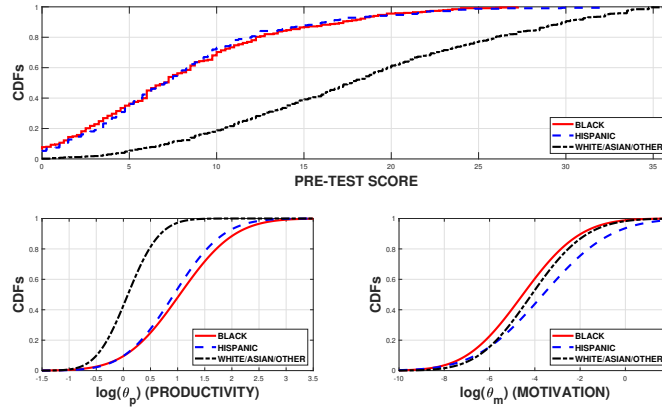 CDFs
1
0.8
0.6
0.4
0.2
0
0 5 10 15 20 25 30 35
PRE-TEST SCORE
BLACK
HISPANIC
WHITE/ASIAN/OTHER
CDFs
1
0.8
0.6
0.4
0.2
0
-1.5 -1 -0.5 0 0.5 1 1.5 2 2.5 3 3.5
log(θp) (PRODUCTIVITY)
BLACK
HISPANIC
WHITE/ASIAN/OTHER
CDFs
1
0.8
0.6
0.4
0.2
0
-10 -8 -6 -4 -2 0
log(θm) (MOTIVATION)
BLACK
HISPANIC
WHITE/ASIAN/OTHER